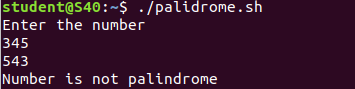 student@S40:~$ ./palidrome.sh
Enter the number
345
543
Number is not palindrome